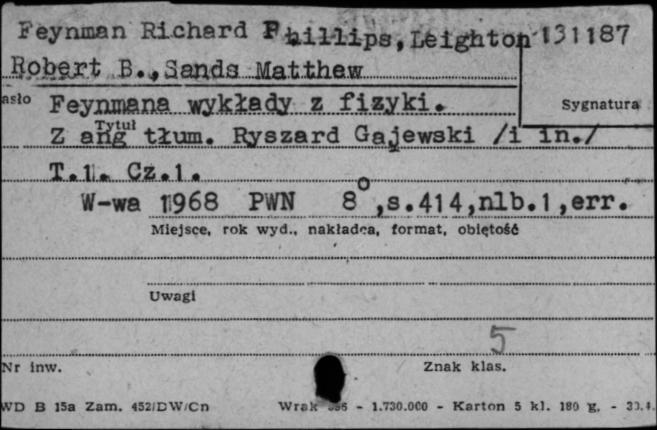 Feynman Richard Phillips, Leighton 131187
Robert B., Sands Matthew
asło Feynmana wykłady z fizyki. Sygnatura
Tytuł
Z ang tłum. Ryszard Gajewski /i in./
T.1. Cz.1.
W-wa 1968 PWN 8o,s.414,nlb.1,err.
Miejsce, rok wyd., nakładca, format, objętość
Uwagi
5
Nr inw. Znak klas.
WD B 15a Zam. 452/DW/Cn Wrak - 1.730.000 - Karton 5 kl. 180 g. -